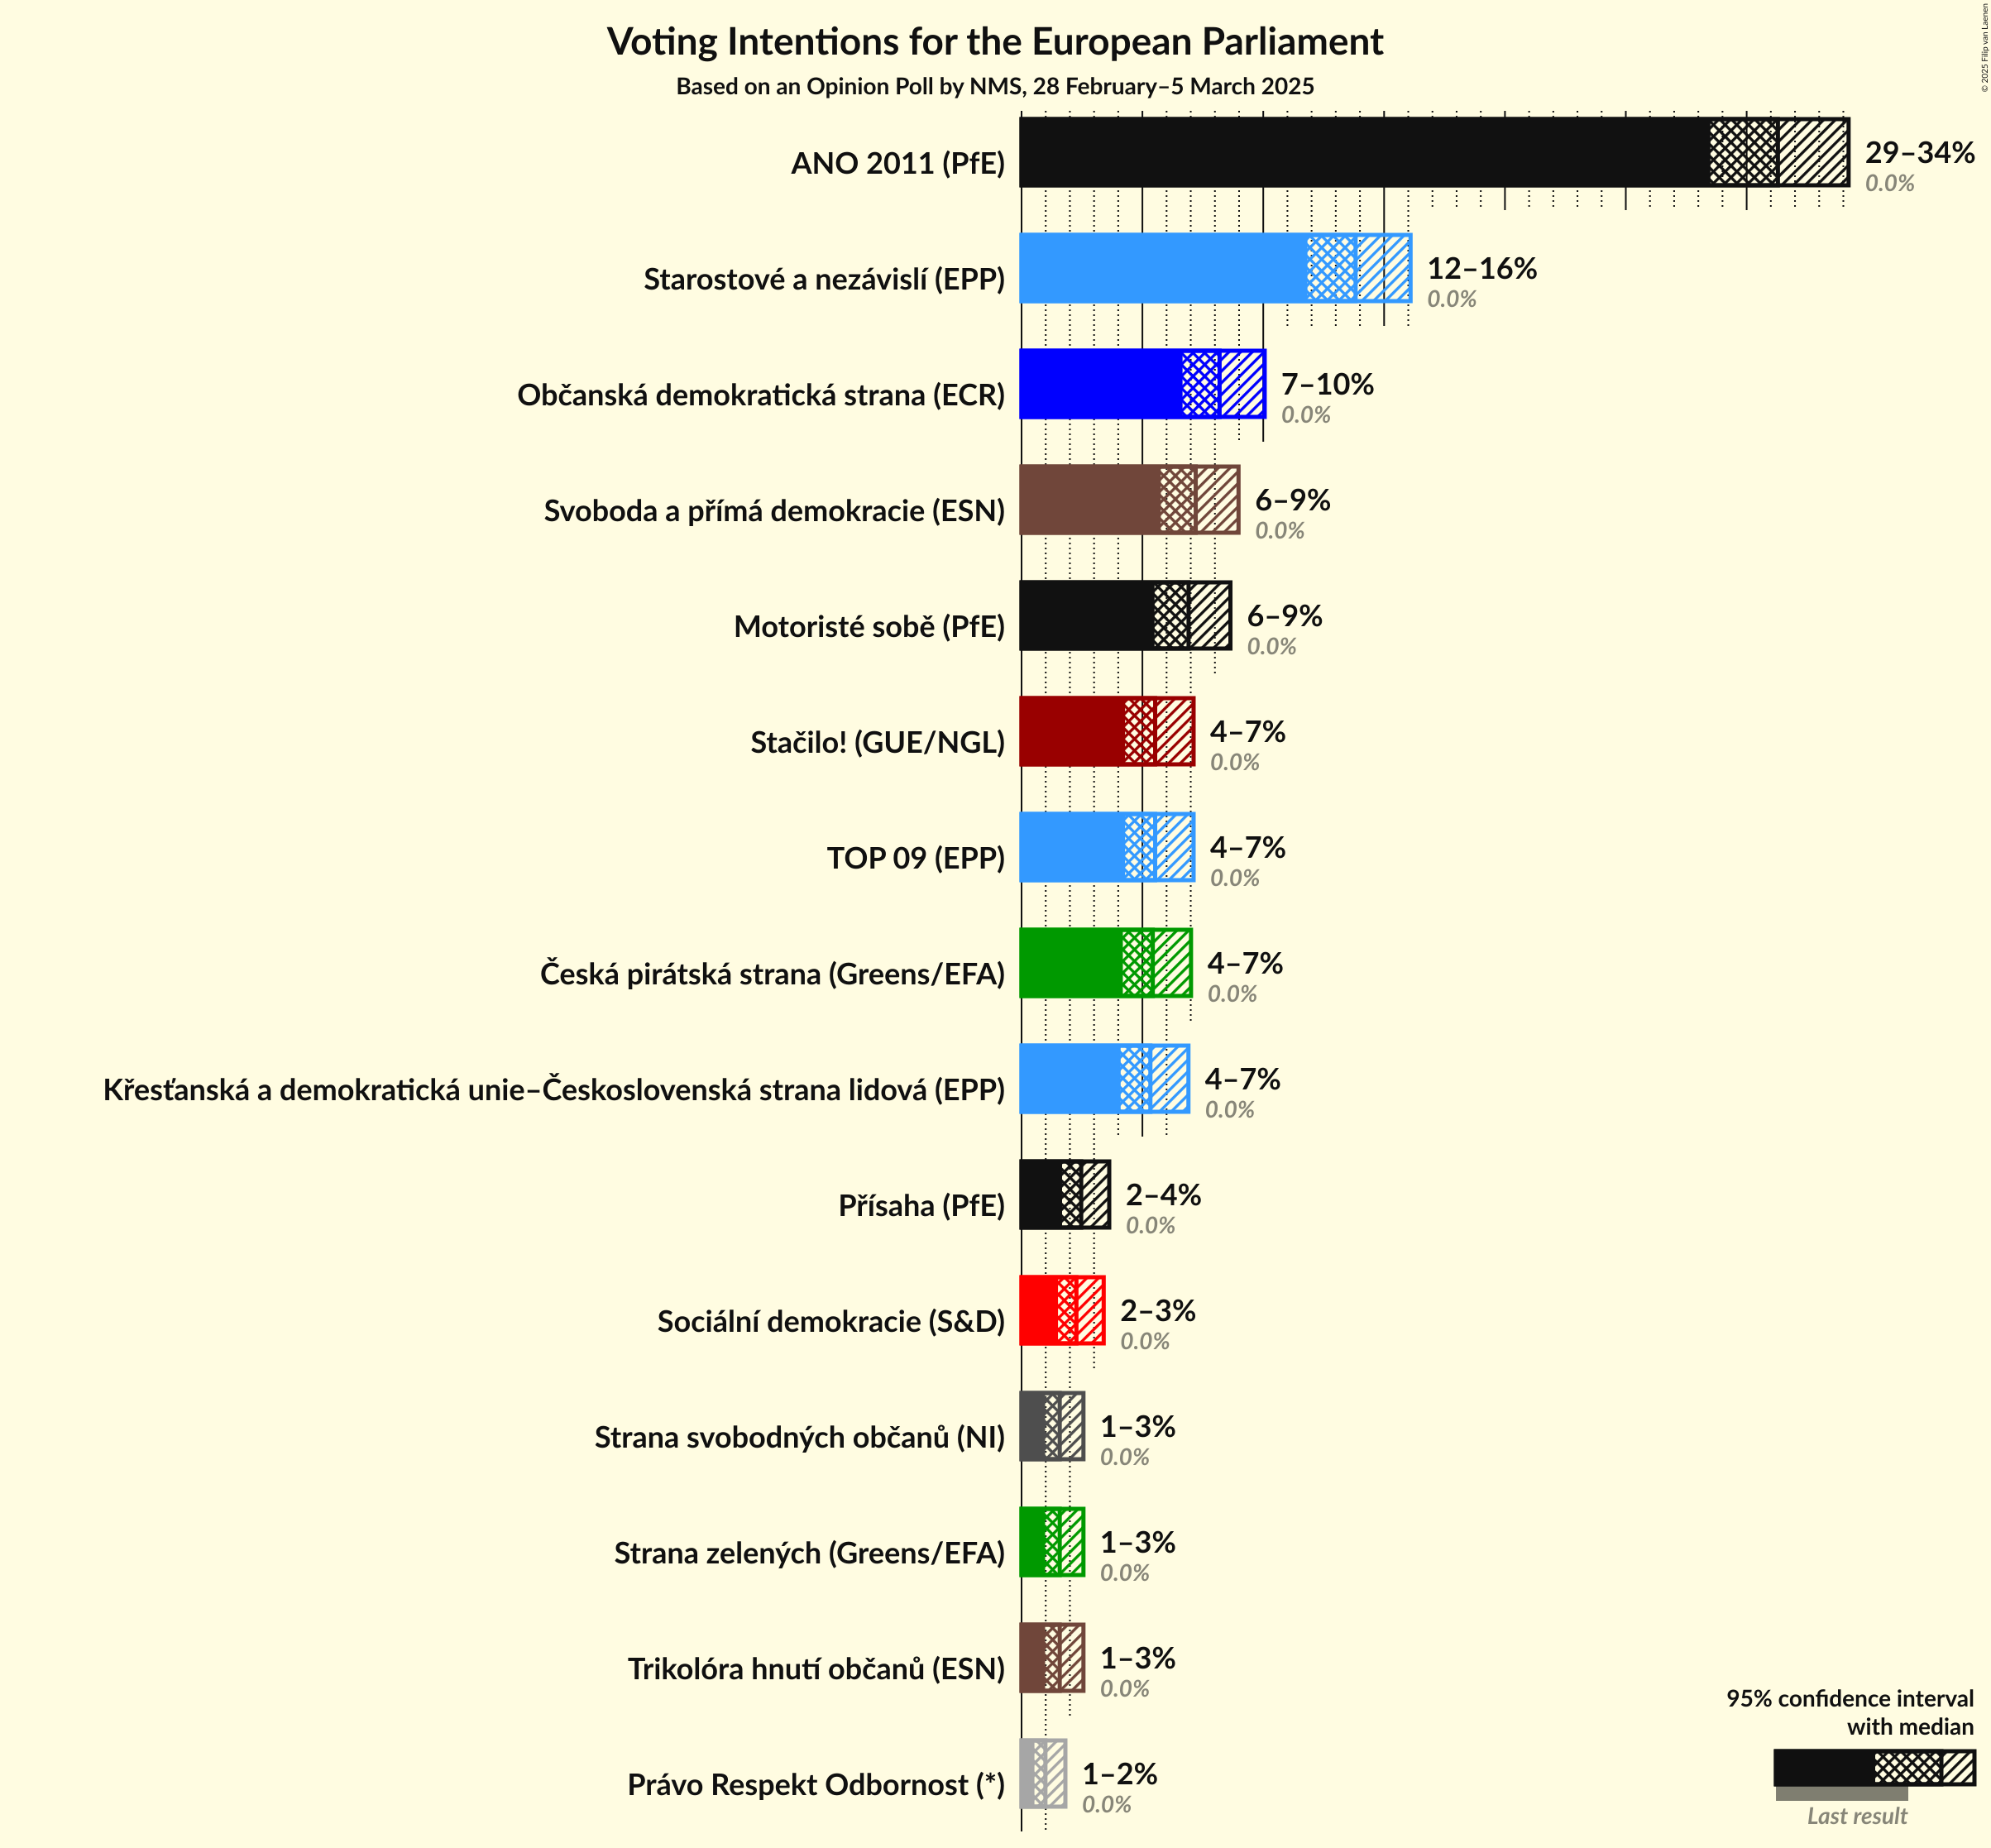 Voting Intentions for the European Parliament
Based on an Opinion Poll by NMS, 28 February–5 March 2025
© 2025 Filip van Laenen
ANO 2011 (PfE)
29–34%
0.0%
Starostové a nezávislí (EPP)
12–16%
0.0%
Občanská demokratická strana (ECR)
7–10%
0.0%
Svoboda a přímá demokracie (ESN)
6–9%
0.0%
Motoristé sobě (PfE)
6–9%
0.0%
Stačilo! (GUE/NGL)
4–7%
0.0%
TOP 09 (EPP)
4–7%
0.0%
Česká pirátská strana (Greens/EFA)
4–7%
0.0%
Křesťanská a demokratická unie–Československá strana lidová (EPP)
4–7%
0.0%
Přísaha (PfE)
2–4%
0.0%
Sociální demokracie (S&D)
2–3%
0.0%
Strana svobodných občanů (NI)
1–3%
0.0%
Strana zelených (Greens/EFA)
1–3%
0.0%
Trikolóra hnutí občanů (ESN)
1–3%
0.0%
Právo Respekt Odbornost (*)
1–2%
0.0%
95% confidence interval
with median
Last result